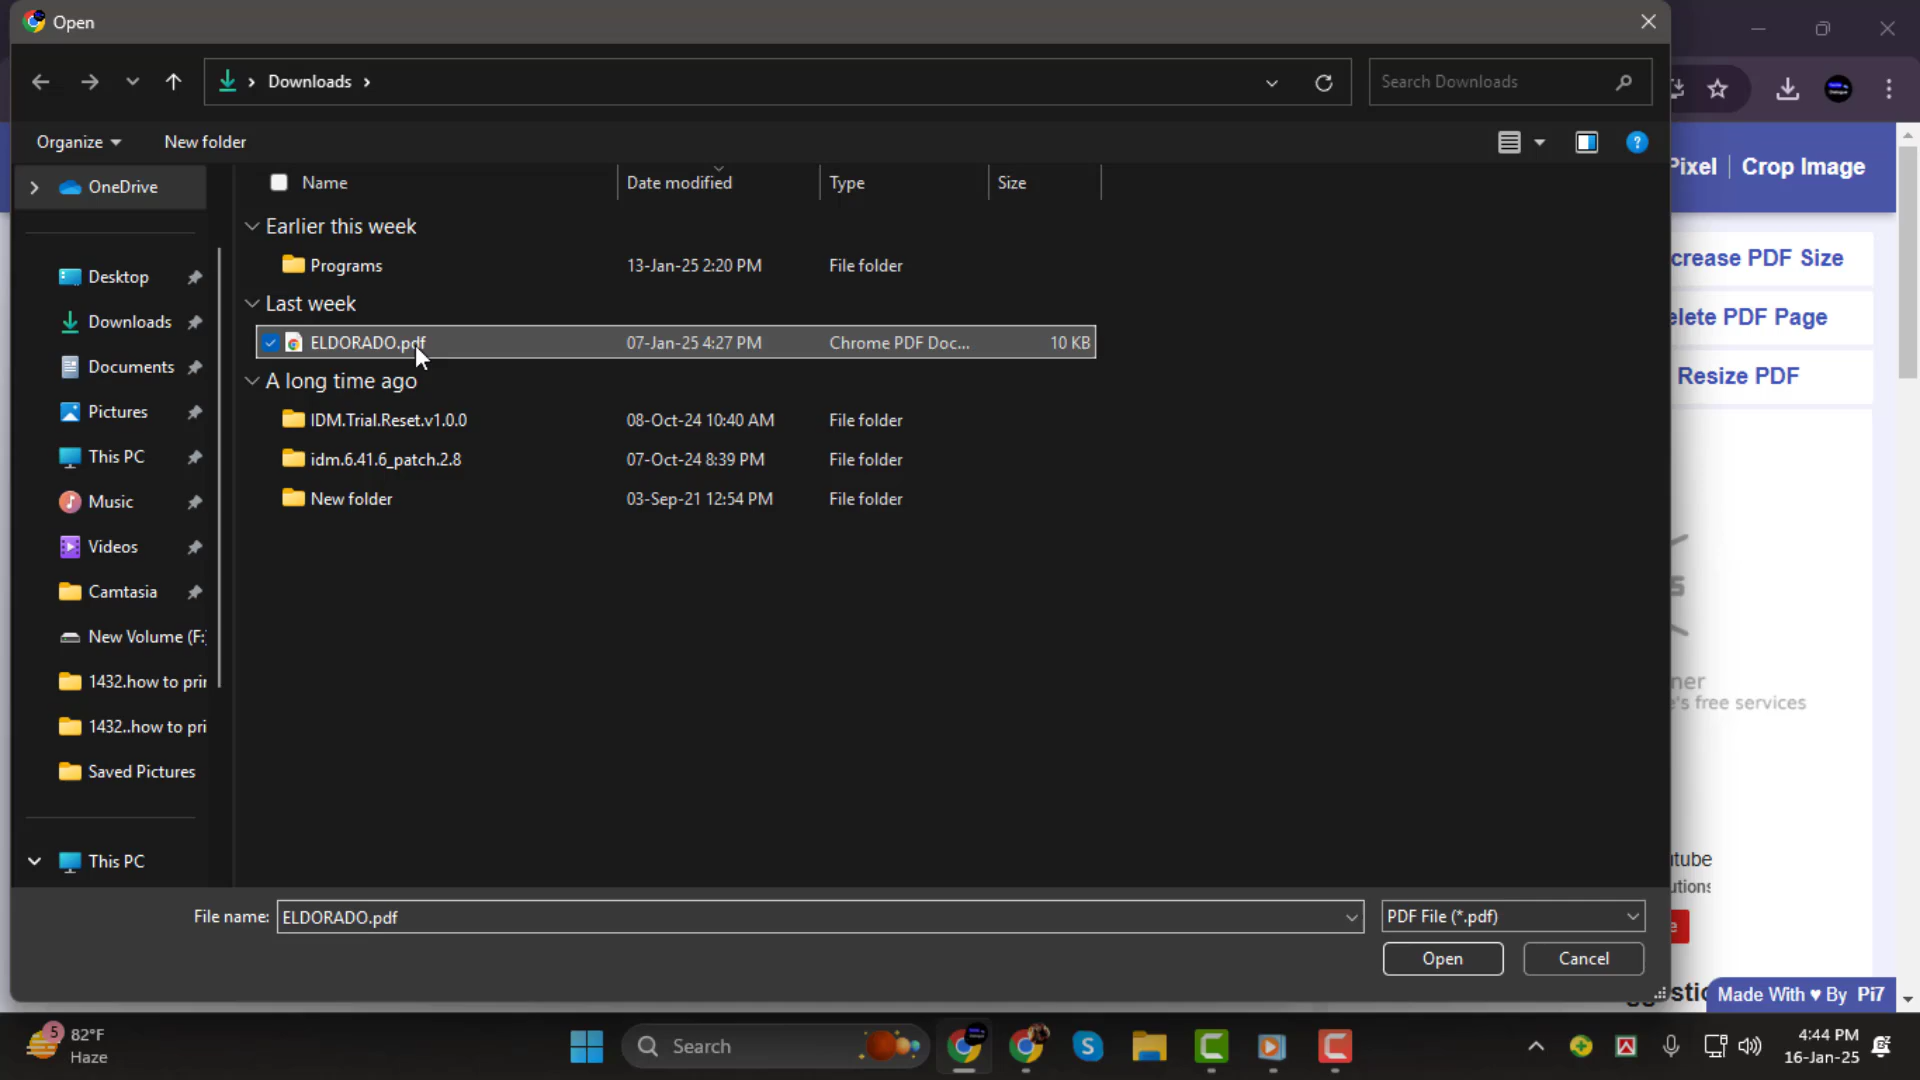 Open
Downloads
Search Downloads
Organize
New folder
Name
Date modified
Type
Size
OneDrive
Desktop
Downloads
Documents
Pictures
This PC
Music
Videos
Camtasia
New Volume (F:
1432.how to prir
1432..how to pri
Saved Pictures
This PC
Earlier this week
Programs 13-Jan-25 2:20 PM File folder
Last week
ELDORADO.pdf 07-Jan-25 4:27 PM Chrome PDF Doc... 10 KB
A long time ago
IDM.Trial.Reset.v1.0.0 08-Oct-24 10:40 AM File folder
idm.6.41.6_patch.2.8 07-Oct-24 8:39 PM File folder
New folder 03-Sep-21 12:54 PM File folder
File name: ELDORADO.pdf
PDF File (*.pdf)
Open
Cancel
Pixel | Crop Image
crease PDF Size
elete PDF Page
Resize PDF
ner
's free services
utube
utions
Made With ♥ By Pi7
5
82°F
Haze
Search
4:44 PM
16-Jan-25